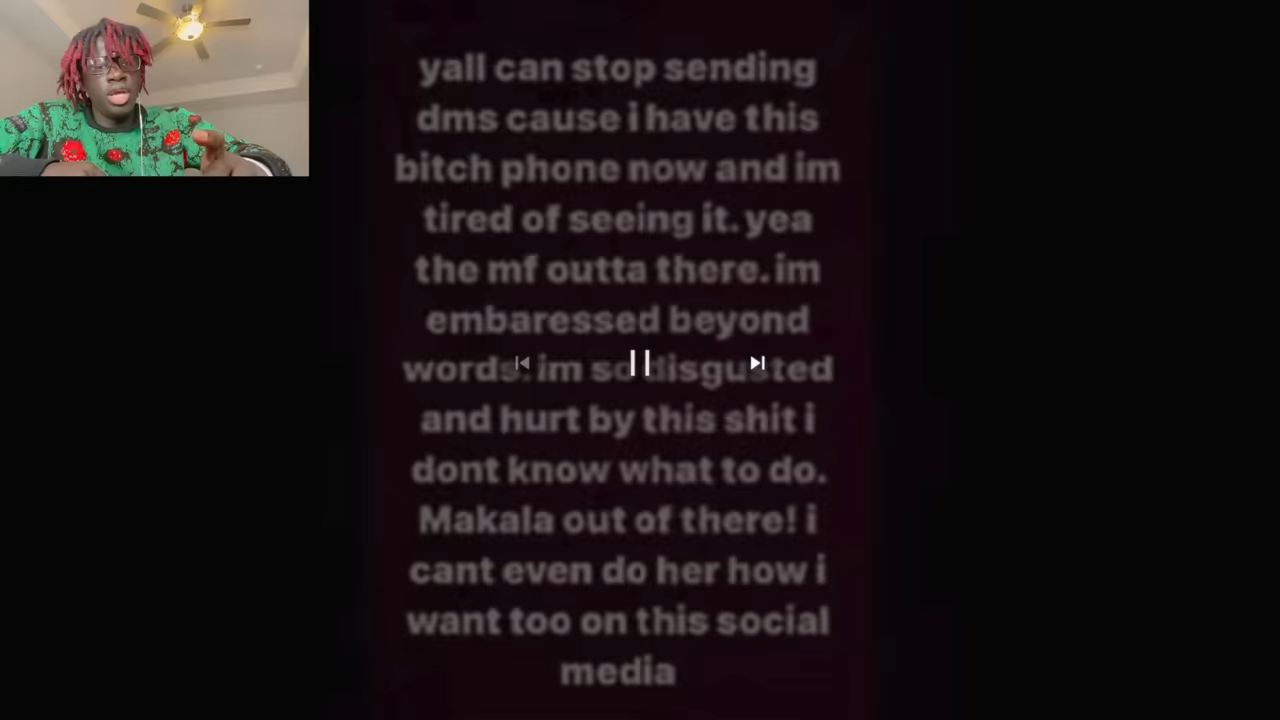 yall can stop sending
dms cause i have this
bitch phone now and im
tired of seeing it. yea
the mf outta there. im
embaressed beyond
words. im so disgusted
and hurt by this shit i
dont know what to do.
Makala out of there! i
cant even do her how i
want too on this social
media